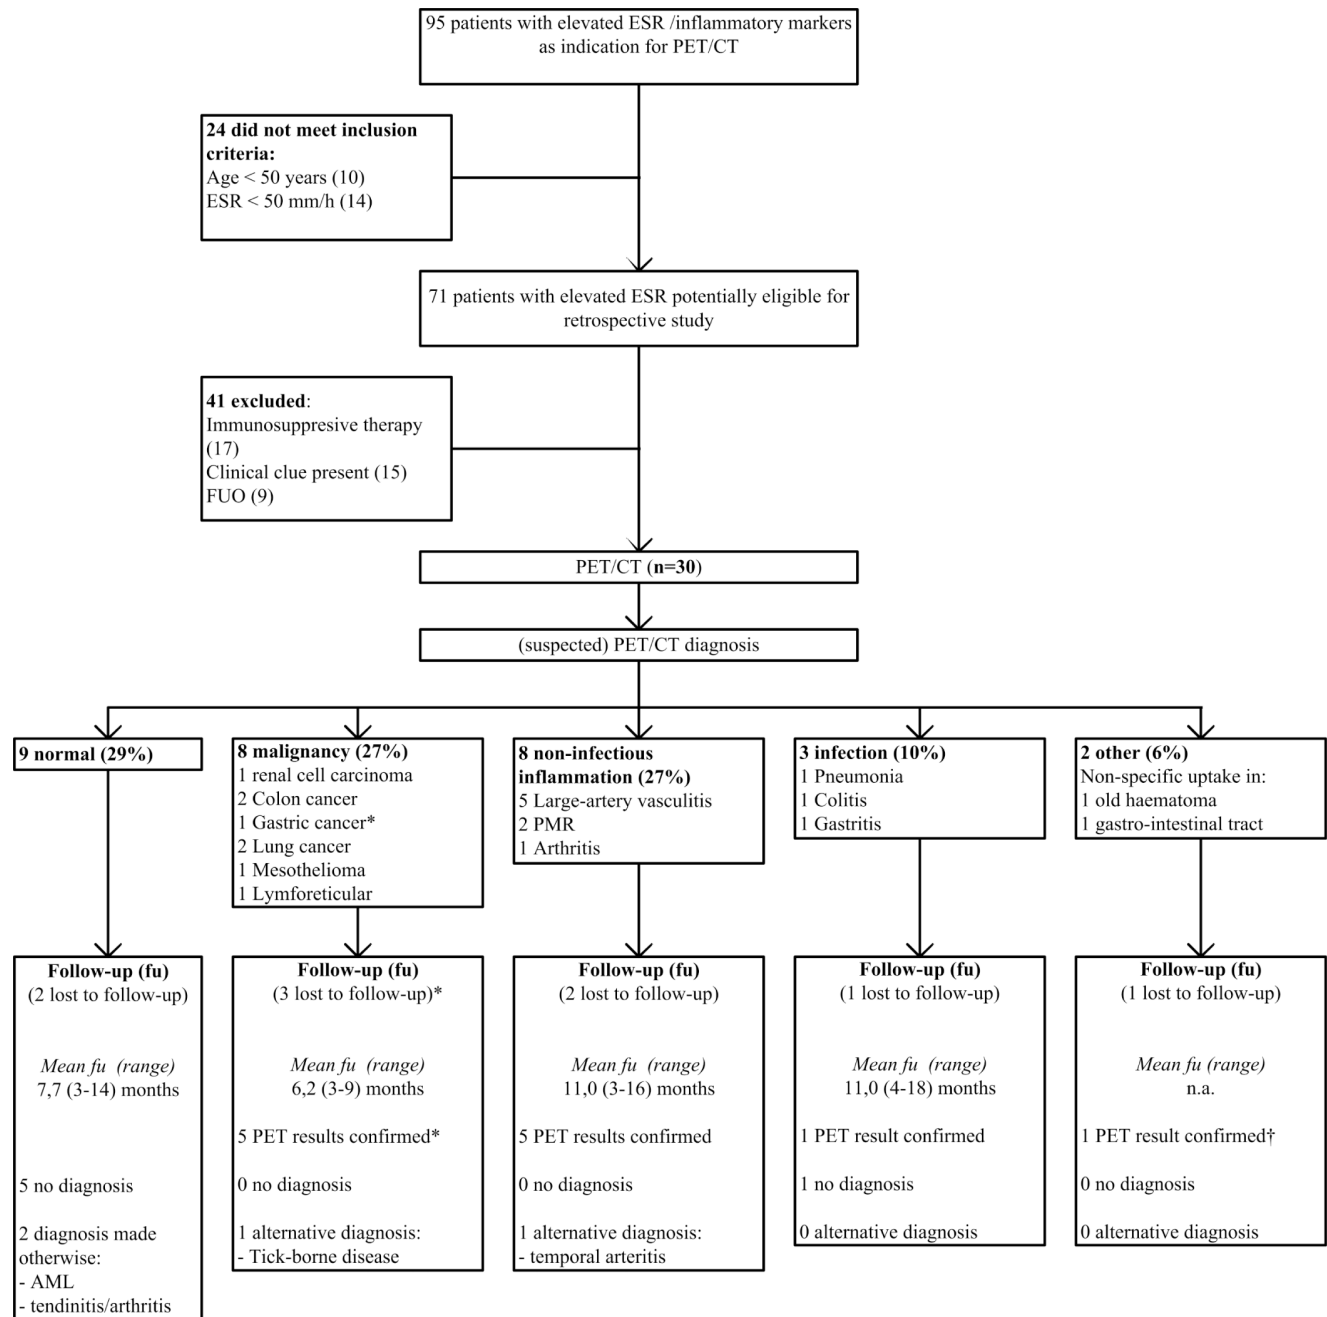 95 patients with elevated ESR /inflammatory markers
as indication for PET/CT
24 did not meet inclusion
criteria:
Age < 50 years (10)
ESR < 50 mm/h (14)
71 patients with elevated ESR potentially eligible for
retrospective study
41 excluded:
Immunosuppresive therapy
(17)
Clinical clue present (15)
FUO (9)
PET/CT (n=30)
(suspected) PET/CT diagnosis
9 normal (29%)
8 malignancy (27%)
1 renal cell carcinoma
2 Colon cancer
1 Gastric cancer*
2 Lung cancer
1 Mesothelioma
1 Lymforeticular
8 non-infectious
inflammation (27%)
5 Large-artery vasculitis
2 PMR
1 Arthritis
3 infection (10%)
1 Pneumonia
1 Colitis
1 Gastritis
2 other (6%)
Non-specific uptake in:
1 old haematoma
1 gastro-intestinal tract
Follow-up (fu)
(2 lost to follow-up)
Mean fu (range)
7,7 (3-14) months
5 no diagnosis
2 diagnosis made
otherwise:
- AML
- tendinitis/arthritis
Follow-up (fu)
(3 lost to follow-up)*
Mean fu (range)
6,2 (3-9) months
5 PET results confirmed*
0 no diagnosis
1 alternative diagnosis:
- Tick-borne disease
Follow-up (fu)
(2 lost to follow-up)
Mean fu (range)
11,0 (3-16) months
5 PET results confirmed
0 no diagnosis
1 alternative diagnosis:
- temporal arteritis
Follow-up (fu)
(1 lost to follow-up)
Mean fu (range)
11,0 (4-18) months
1 PET result confirmed
1 no diagnosis
0 alternative diagnosis
Follow-up (fu)
(1 lost to follow-up)
Mean fu (range)
n.a.
1 PET result confirmed†
0 no diagnosis
0 alternative diagnosis